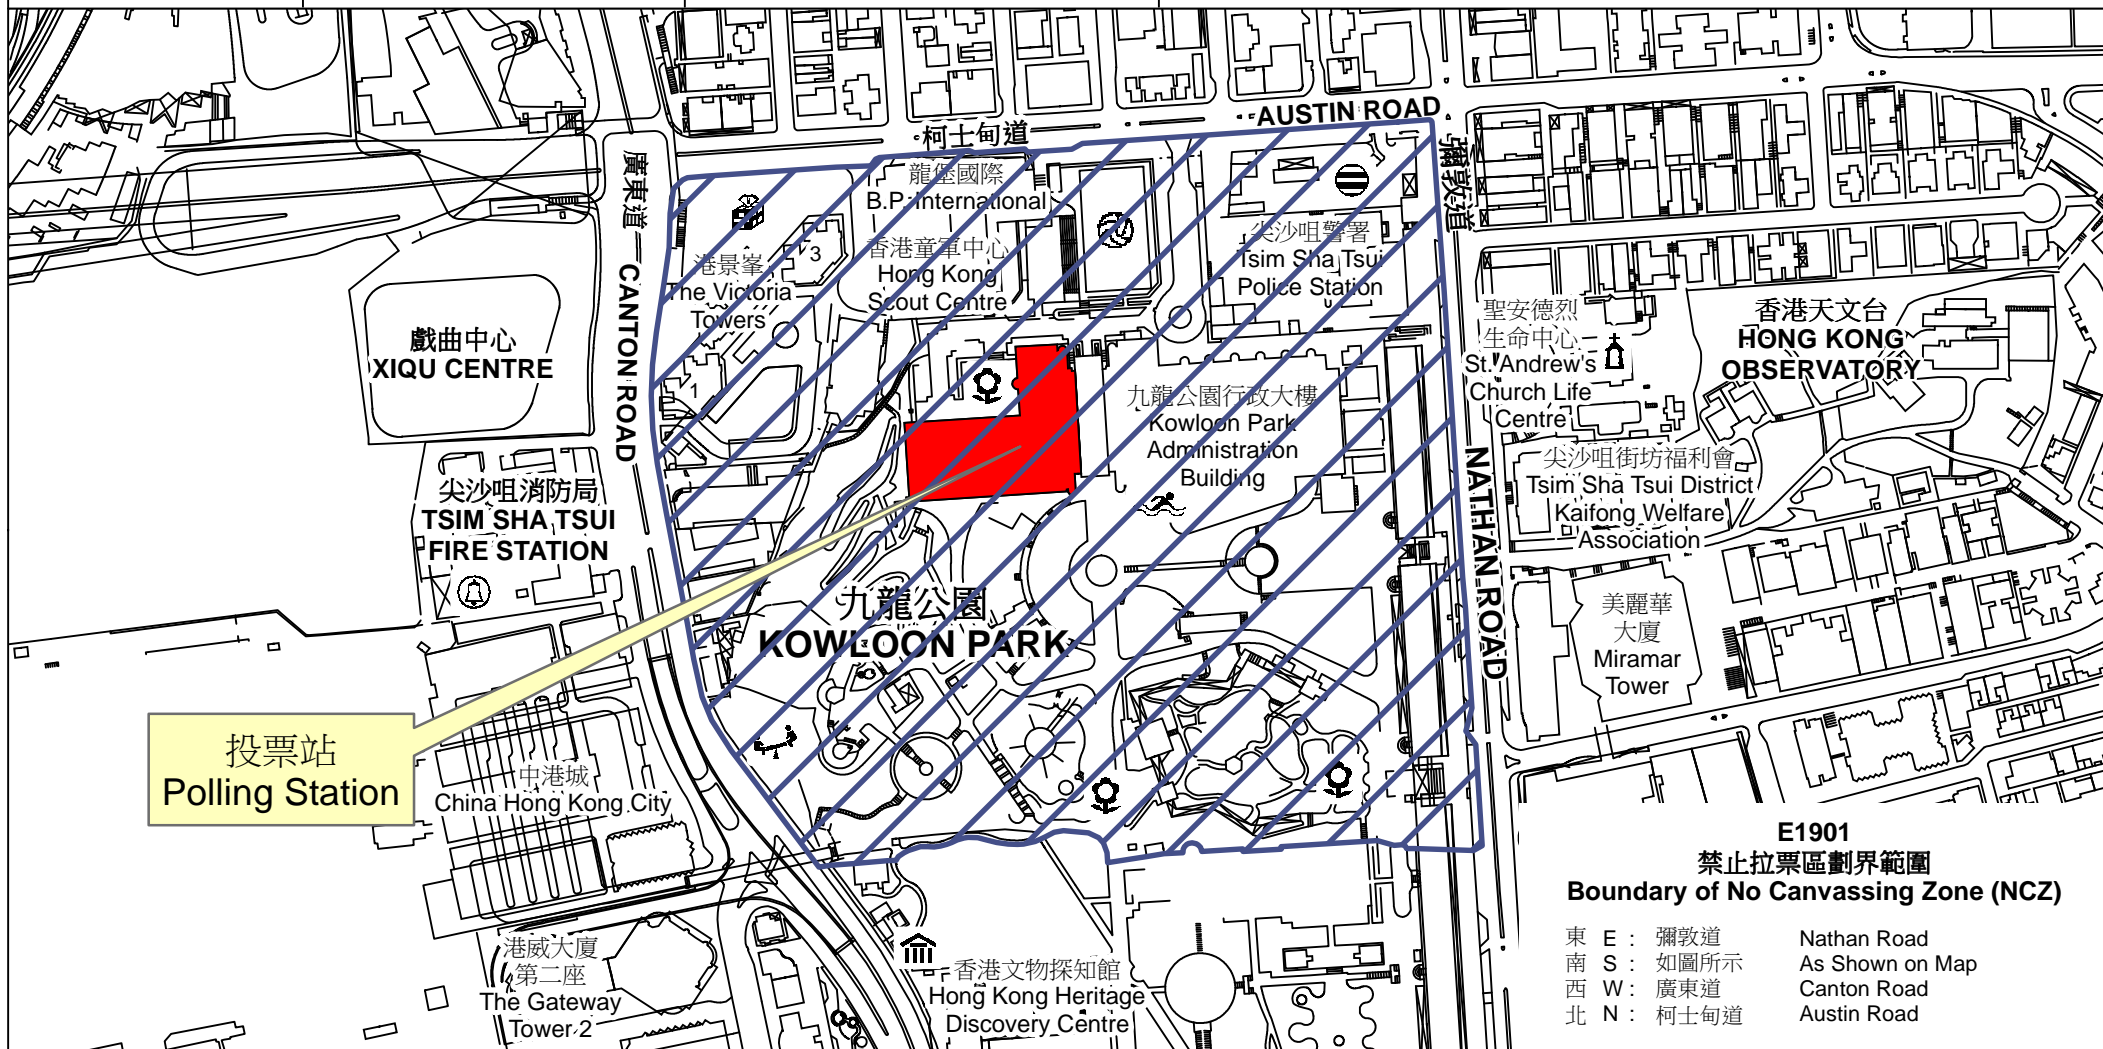 柯士甸道
AUSTIN ROAD
廣東道
CANTON ROAD
彌敦道
NATHAN ROAD
龍堡國際
B.P. International
香港童軍中心
Hong Kong
Scout Centre
港景峯
The Victoria
Towers
3
1
尖沙咀警署
Tsim Sha Tsui
Police Station
戲曲中心
XIQU CENTRE
聖安德烈
生命中心
St. Andrew's
Church Life
Centre
香港天文台
HONG KONG
OBSERVATORY
九龍公園行政大樓
Kowloon Park
Administration
Building
尖沙咀消防局
TSIM SHA TSUI
FIRE STATION
尖沙咀街坊福利會
Tsim Sha Tsui District
Kaifong Welfare
Association
九龍公園
KOWLOON PARK
美麗華
大廈
Miramar
Tower
投票站
Polling Station
中港城
China Hong Kong City
港威大廈
第二座
The Gateway
Tower 2
香港文物探知館
Hong Kong Heritage
Discovery Centre
E1901
禁止拉票區劃界範圍
Boundary of No Canvassing Zone (NCZ)
東 E : 彌敦道 Nathan Road
南 S : 如圖所示 As Shown on Map
西 W : 廣東道 Canton Road
北 N : 柯士甸道 Austin Road